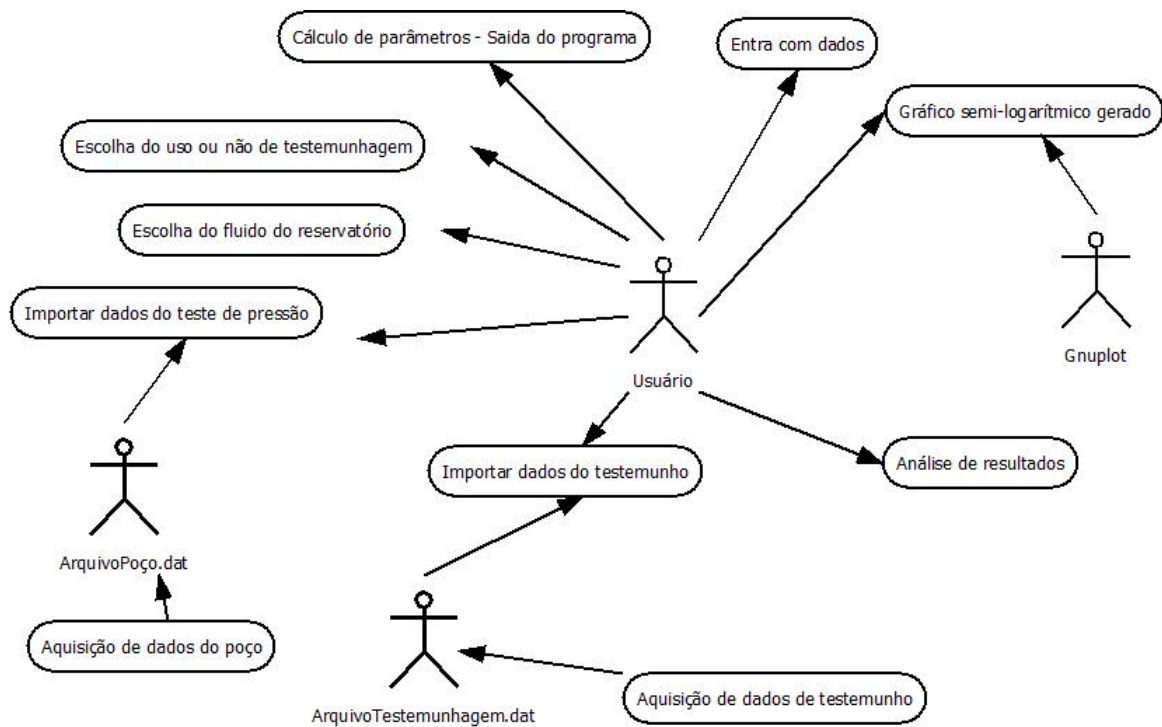 Cálculo de parâmetros - Saida do programa
Entra com dados
Gráfico semi-logarítmico gerado
Escolha do uso ou não de testemunhagem
Escolha do fluido do reservatório
Importar dados do teste de pressão
Gnuplot
Usuário
Importar dados do testemunho
Análise de resultados
ArquivoPoço.dat
Aquisição de dados do poço
Aquisição de dados de testemunho
ArquivoTestemunhagem.dat